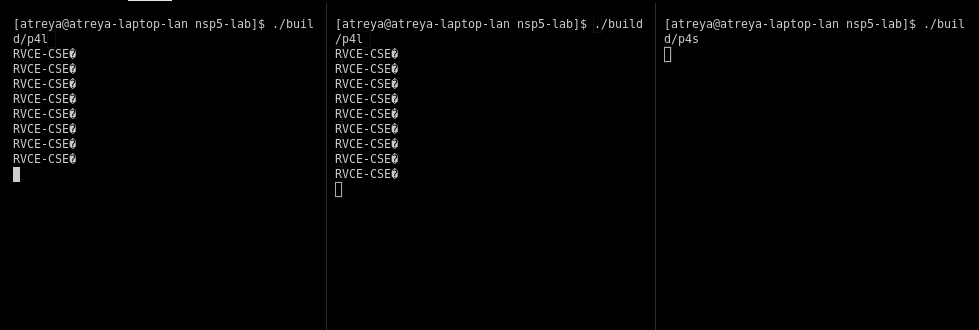 [atreya@atreya-laptop-lan nsp5-lab]$ ./buil
d/p4l
RVCE-CSE�
RVCE-CSE�
RVCE-CSE�
RVCE-CSE�
RVCE-CSE�
RVCE-CSE�
RVCE-CSE�
RVCE-CSE�
[atreya@atreya-laptop-lan nsp5-lab]$ ./build
/p4l
RVCE-CSE�
RVCE-CSE�
RVCE-CSE�
RVCE-CSE�
RVCE-CSE�
RVCE-CSE�
RVCE-CSE�
RVCE-CSE�
RVCE-CSE�
[atreya@atreya-laptop-lan nsp5-lab]$ ./buil
d/p4s